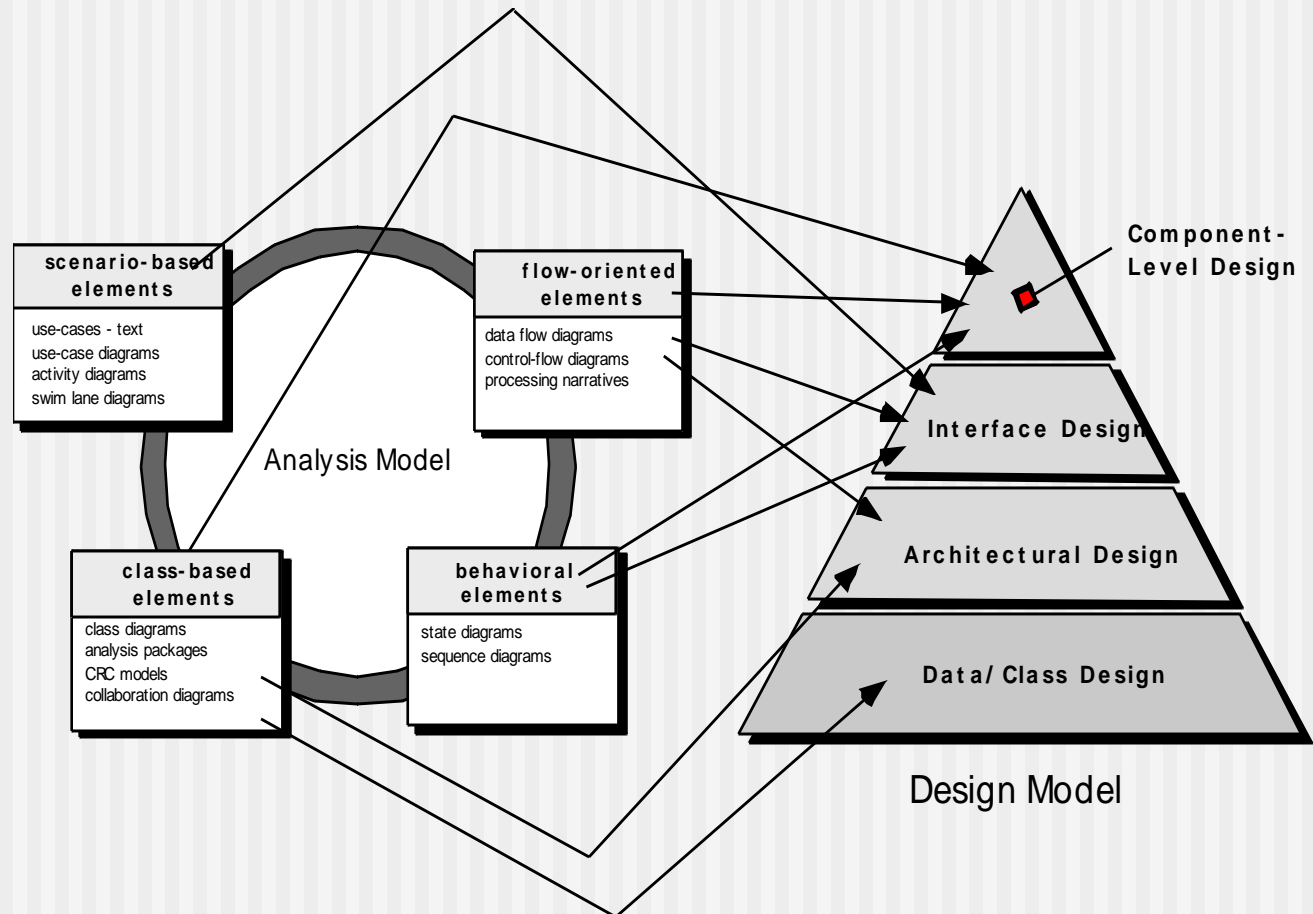 scenario-based
elements
use-cases - text
use-case diagrams
activity diagrams
swim lane diagrams
flow-oriented
elements
data flow diagrams
control-flow diagrams
processing narratives
Analysis Model
class-based
elements
class diagrams
analysis packages
CRC models
collaboration diagrams
behavioral
elements
state diagrams
sequence diagrams
Component-
Level Design
Interface Design
Architectural Design
Data/Class Design
Design Model